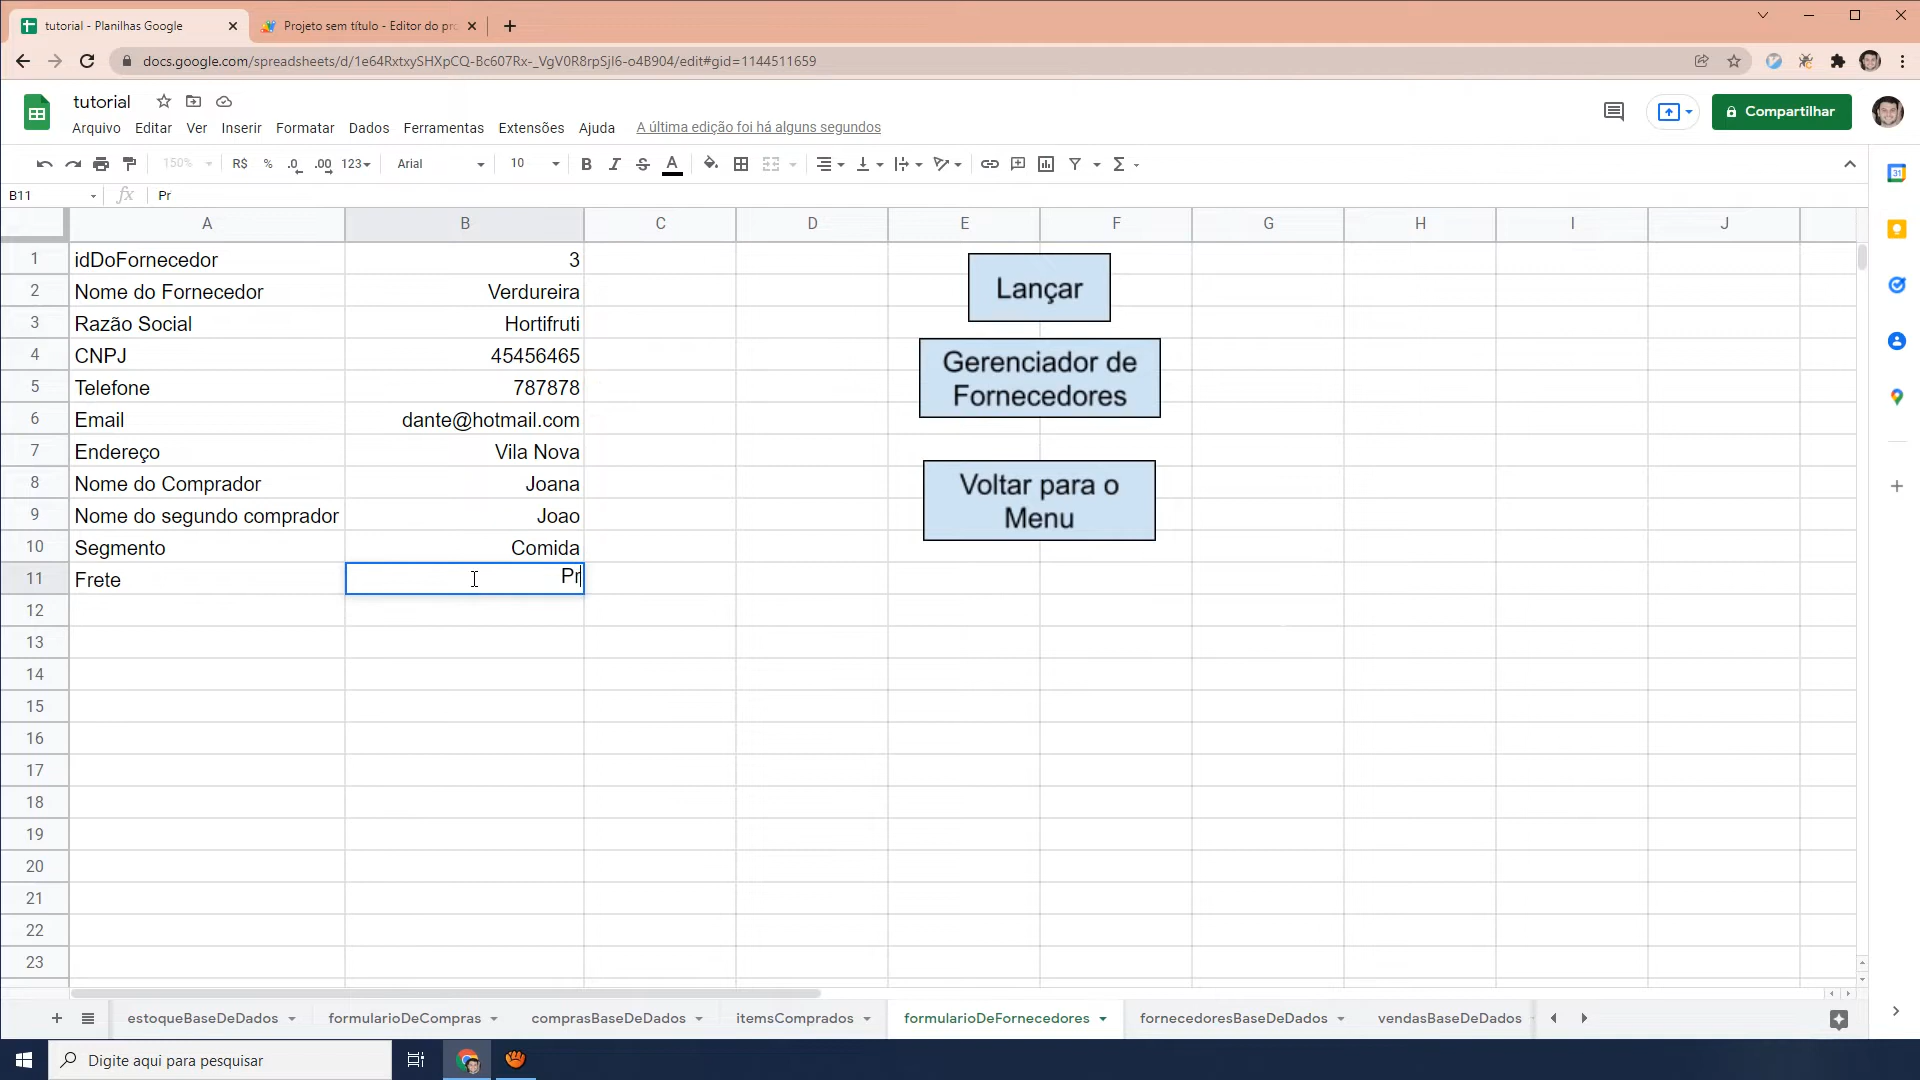 tutorial - Planilhas Google
Projeto sem título - Editor do pro
docs.google.com/spreadsheets/d/1e64RxtxySHXpCQ-Bc607Rx-_VgV0R8rpSjI6-o4B904/edit#gid=1144511659
tutorial
Arquivo Editar Ver Inserir Formatar Dados Ferramentas Extensões Ajuda A última edição foi há alguns segundos
Compartilhar
150% R$ % .0 .00 123 Arial 10 B I S A Σ
31
B11 fx Pr
A B C D E F G H I J
1 idDoFornecedor 3
2 Nome do Fornecedor Verdureira
3 Razão Social Hortifruti
4 CNPJ 45456465
5 Telefone 787878
6 Email dante@hotmail.com
7 Endereço Vila Nova
8 Nome do Comprador Joana
9 Nome do segundo comprador Joao
10 Segmento Comida
11 Frete Pr
12
13
14
15
16
17
18
19
20
21
22
23
Lançar
Gerenciador de
Fornecedores
Voltar para o
Menu
estoqueBaseDeDados formularioDeCompras comprasBaseDeDados itemsComprados formularioDeFornecedores fornecedoresBaseDeDados vendasBaseDeDados
Digite aqui para pesquisar